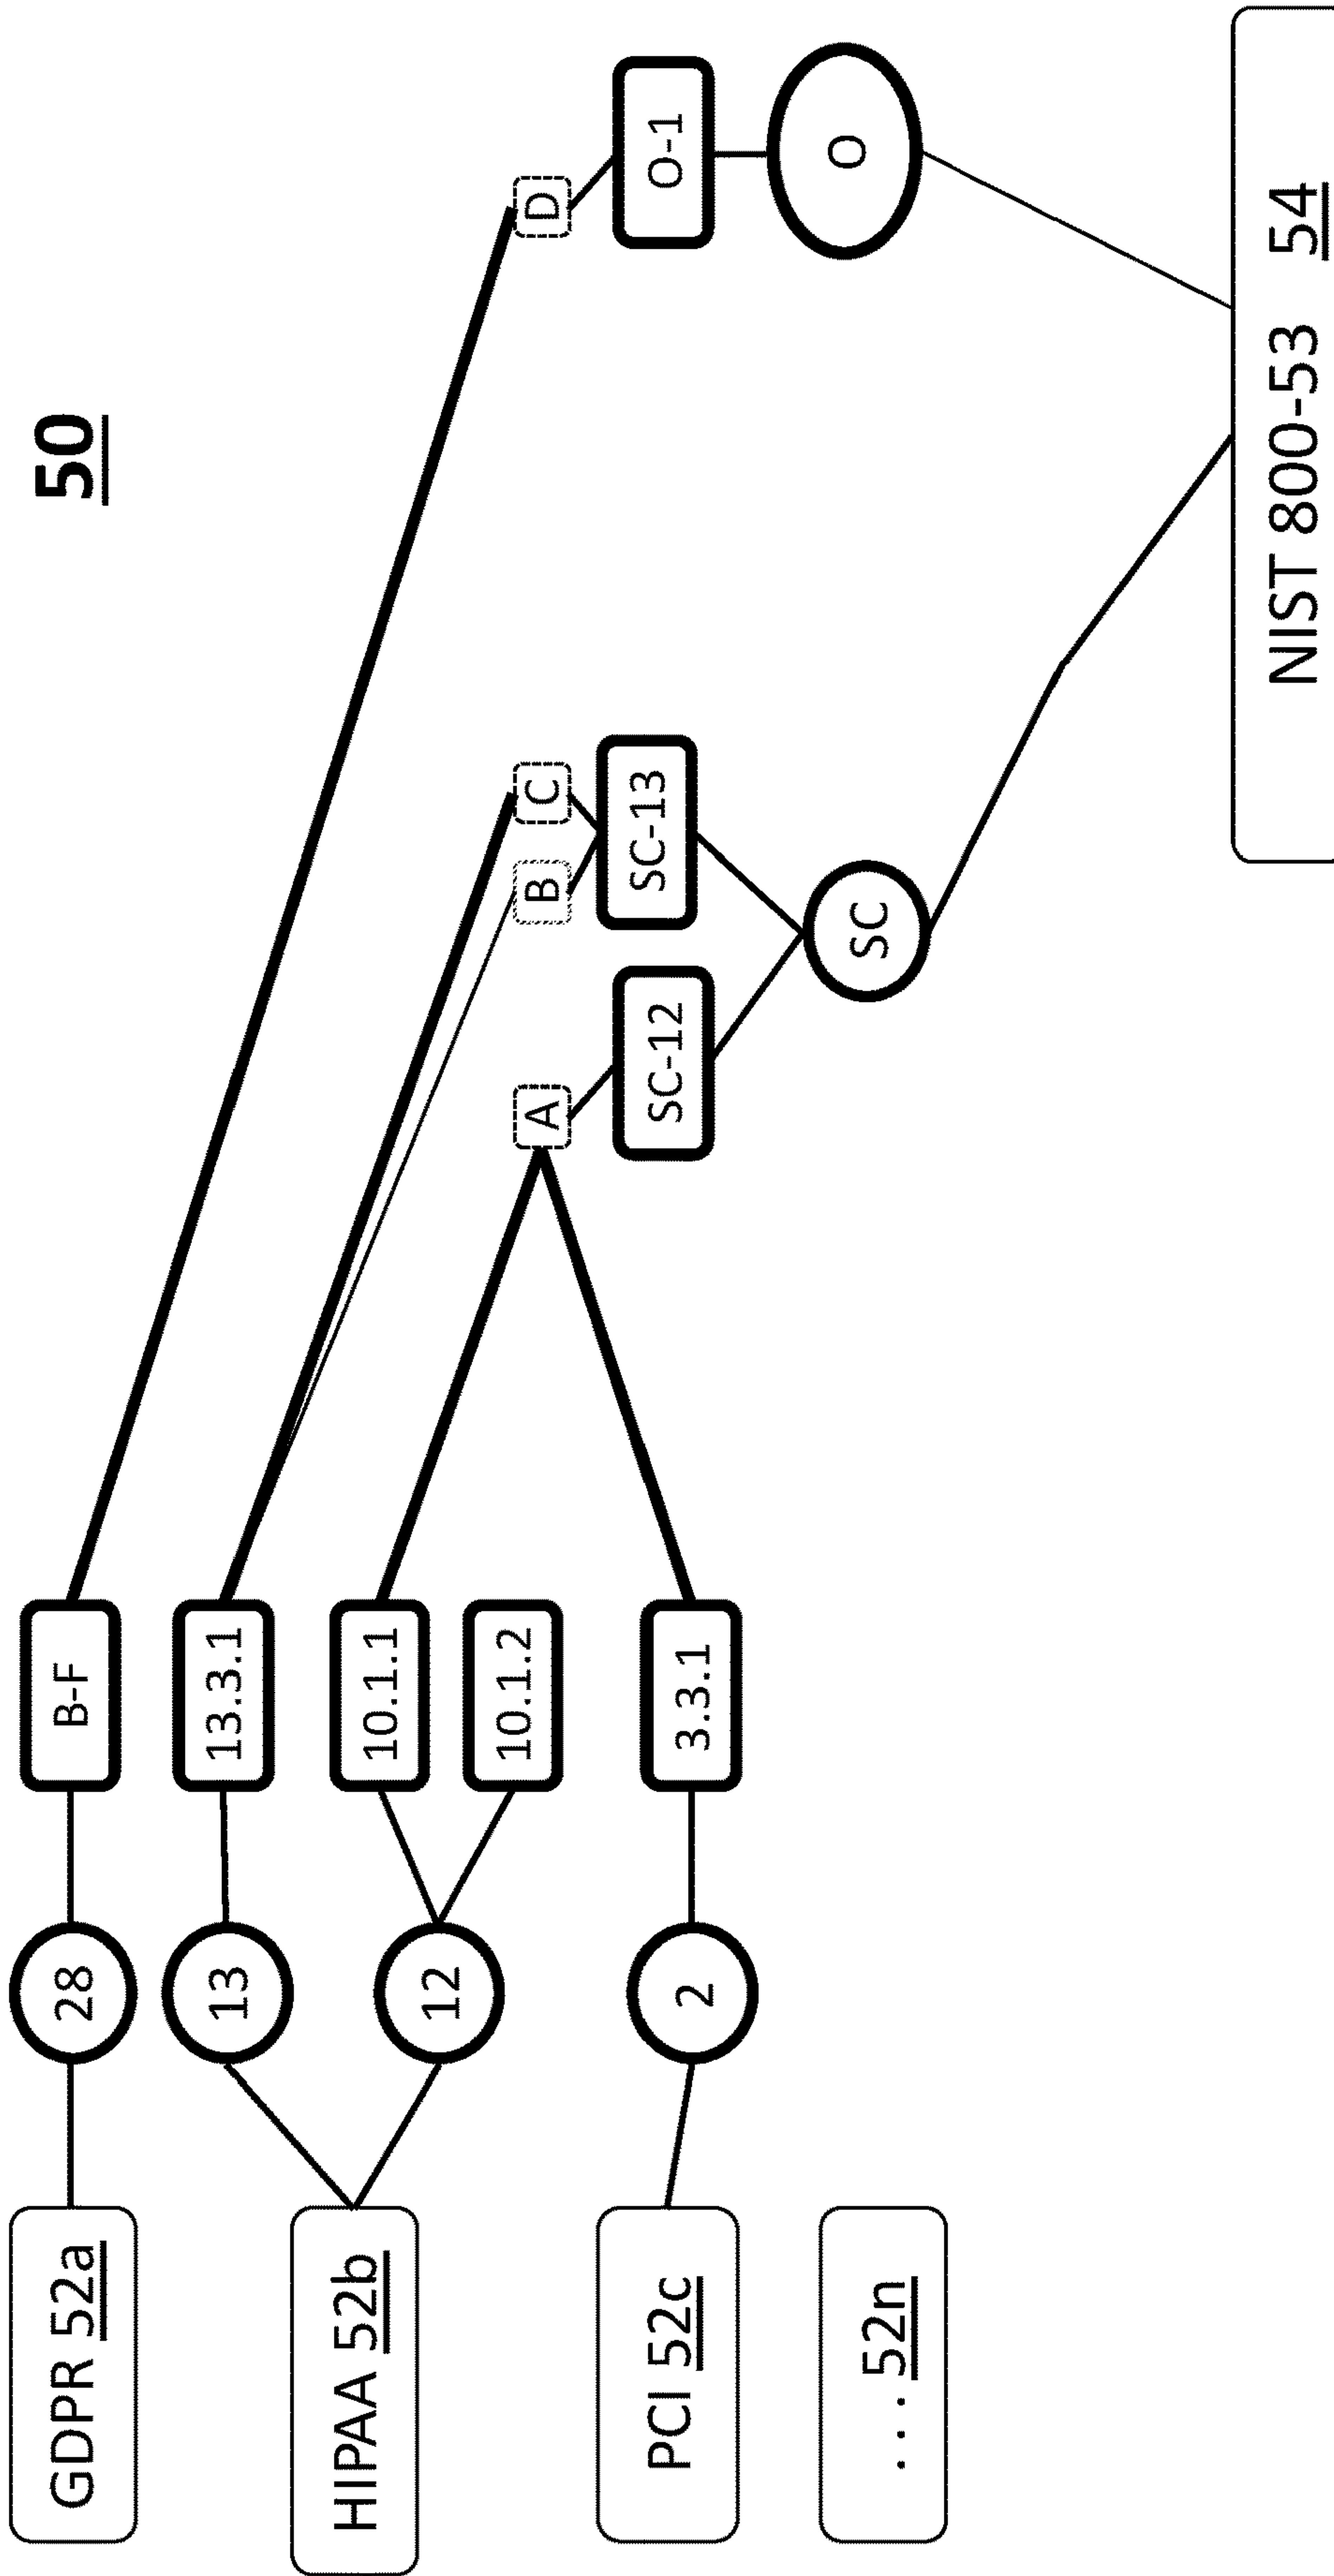 50
GDPR 52a
28
B-F
HIPAA 52b
13
13.3.1
12
10.1.1
10.1.2
PCI 52c
2
3.3.1
. . . 52n
A
B
C
D
SC-12
SC-13
O-1
SC
O
NIST 800-53 54